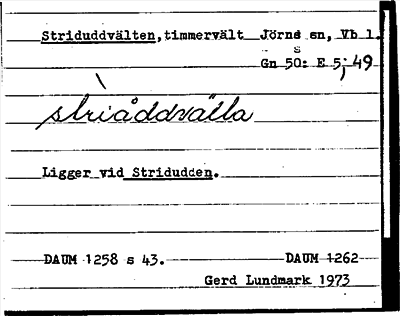 Striduddvälten, timmervält Jörns sn, Vb l.
s
Gn 50: E 5; 49
striåddvälta
Ligger vid Stridudden.
DAUM 1258 s 43. DAUM 1262
Gerd Lundmark 1973